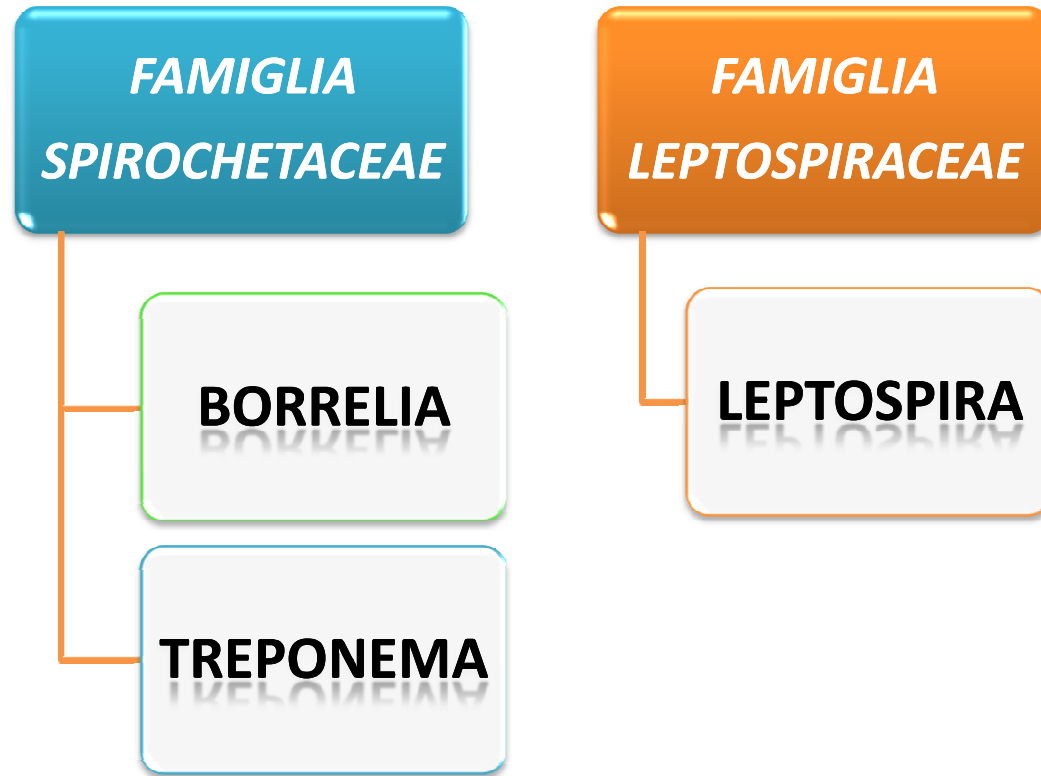 FAMIGLIA
SPIROCHETACEAE
BORRELIA
TREPONEMA
FAMIGLIA
LEPTOSPIRACEAE
LEPTOSPIRA